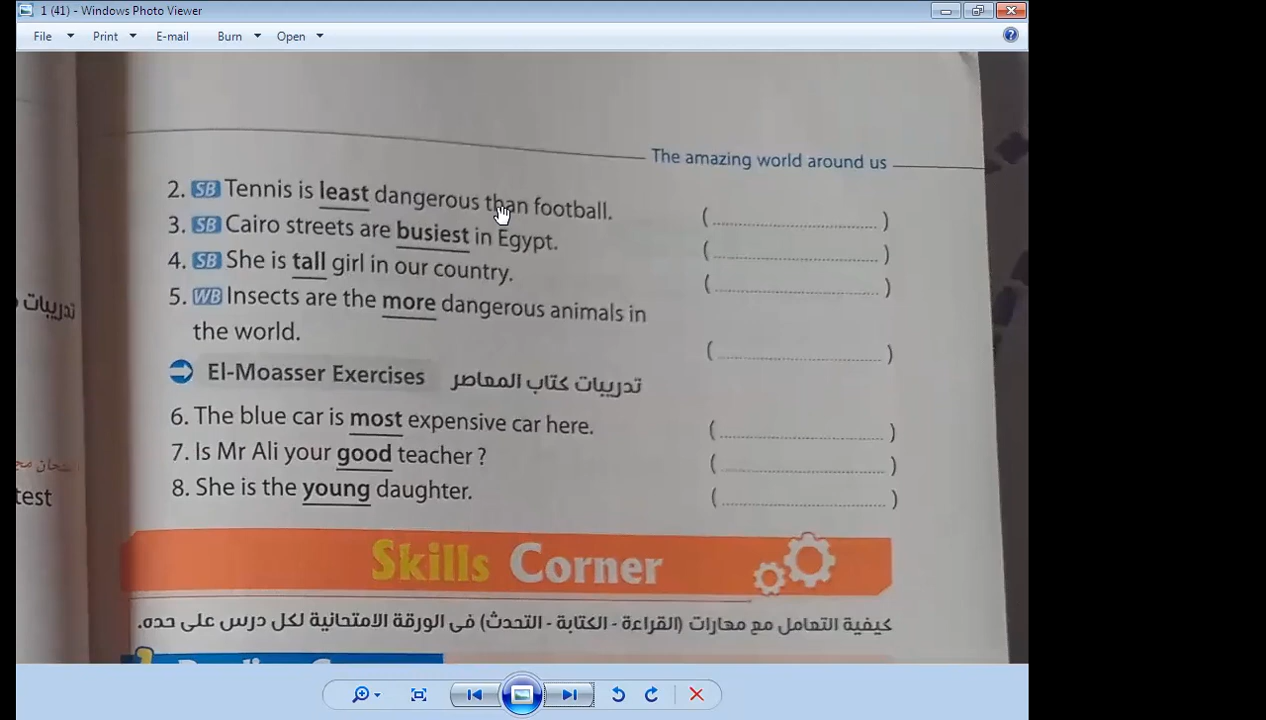 1 (41) - Windows Photo Viewer
File Print E-mail Burn Open
The amazing world around us
2. SB Tennis is least dangerous than football. (....................)
3. SB Cairo streets are busiest in Egypt. (....................)
4. SB She is tall girl in our country. (....................)
5. WB Insects are the more dangerous animals in
the world. (....................)
تدريبات
El-Moasser Exercises تدريبات كتاب المعاصر
6. The blue car is most expensive car here. (....................)
7. Is Mr Ali your good teacher ? (....................)
8. She is the young daughter. (....................)
test
Skills Corner
كيفية التعامل مع مهارات (القراءة - الكتابة - التحدث) فى الورقة الامتحانية لكل درس على حده.